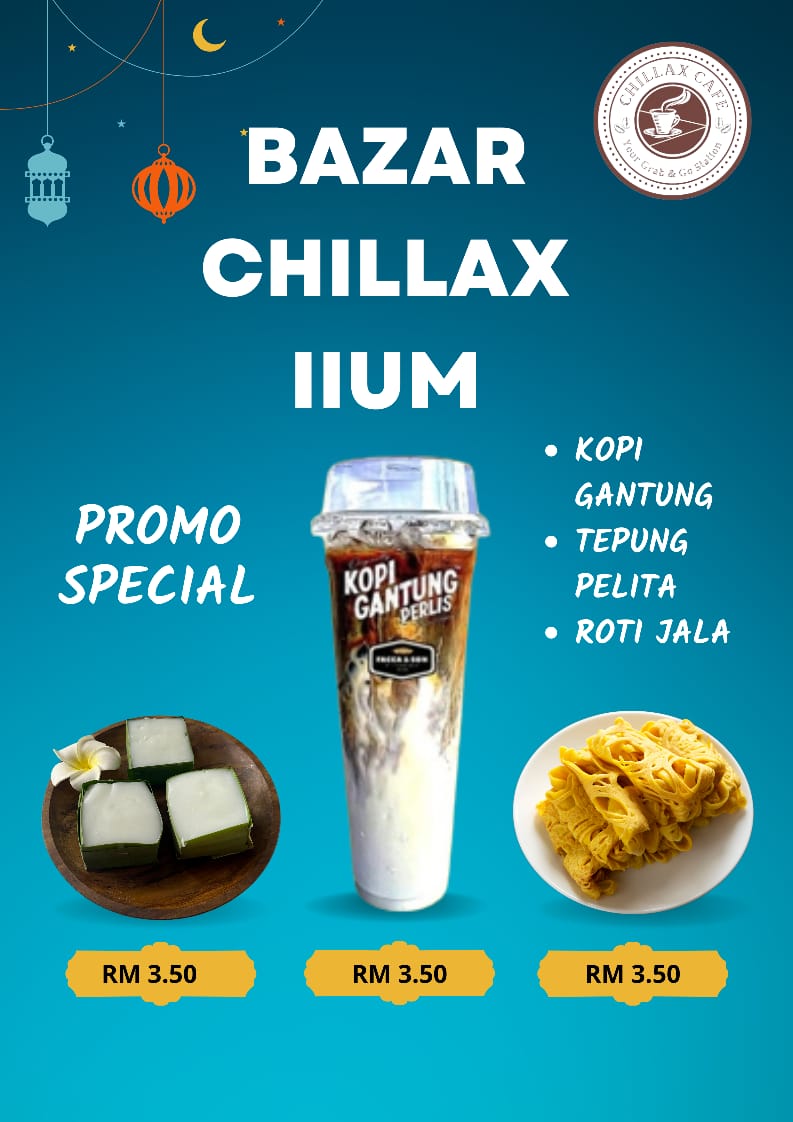 CHILLAX CAFE
Your Grab & Go Station
BAZAR
CHILLAX
IIUM
PROMO
SPECIAL
• KOPI
GANTUNG
• TEPUNG
PELITA
• ROTI JALA
KOPI
GANTUNG
PERLIS
RM 3.50
RM 3.50
RM 3.50